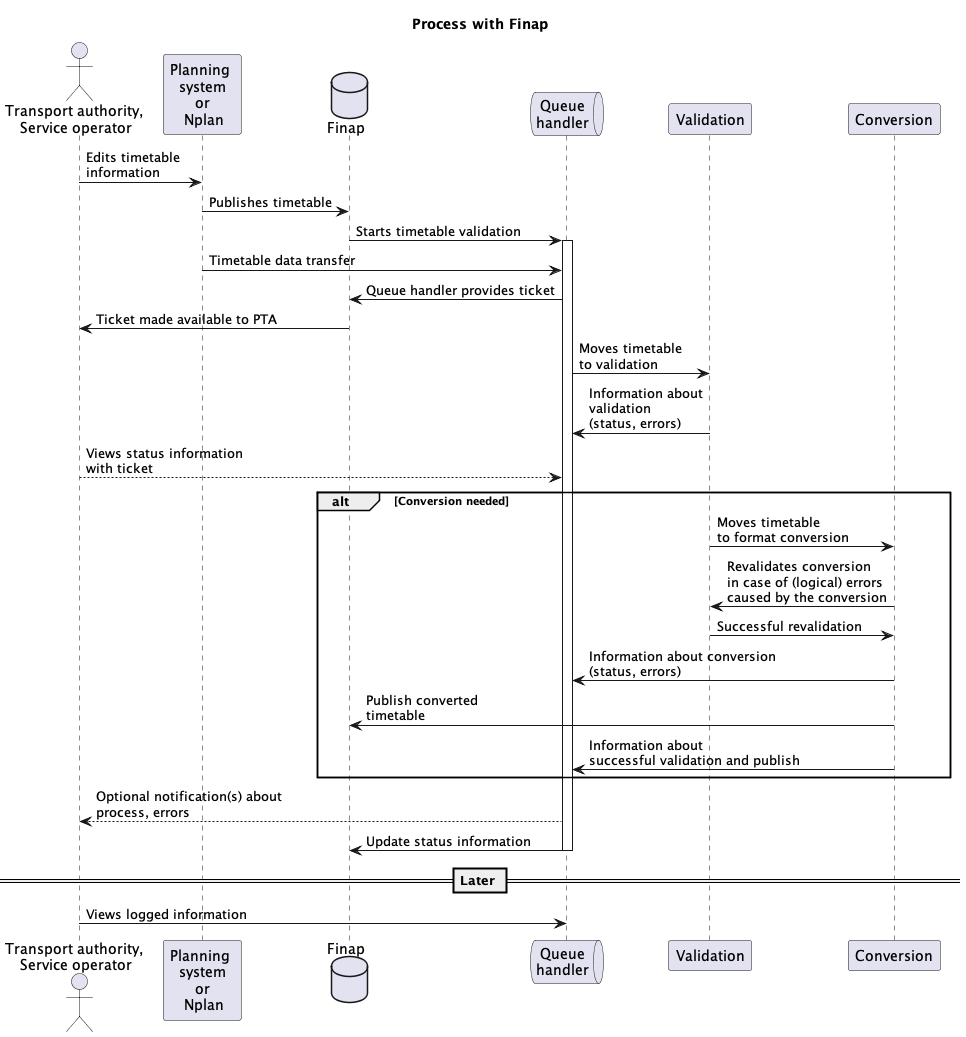 Process with Finap
Transport authority,
Service operator
Planning
system
or
Nplan
Finap
Queue
handler
Validation
Conversion
Edits timetable
information
Publishes timetable
Starts timetable validation
Timetable data transfer
Queue handler provides ticket
Ticket made available to PTA
Moves timetable
to validation
Information about
validation
(status, errors)
Views status information
with ticket
alt
[Conversion needed]
Moves timetable
to format conversion
Revalidates conversion
in case of (logical) errors
caused by the conversion
Successful revalidation
Information about conversion
(status, errors)
Publish converted
timetable
Information about
successful validation and publish
Optional notification(s) about
process, errors
Update status information
Later
Views logged information
Transport authority,
Service operator
Planning
system
or
Nplan
Finap
Queue
handler
Validation
Conversion